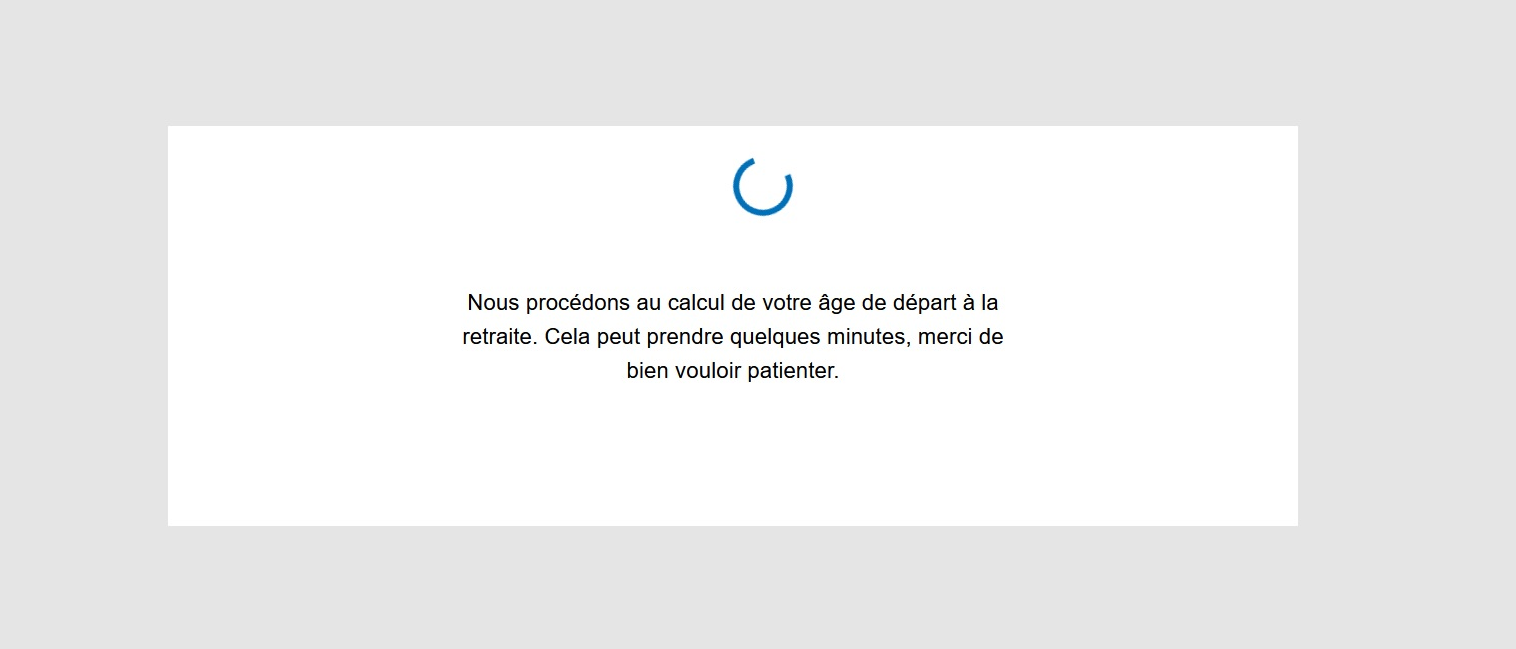 Nous procédons au calcul de votre âge de départ à la
retraite. Cela peut prendre quelques minutes, merci de
bien vouloir patienter.